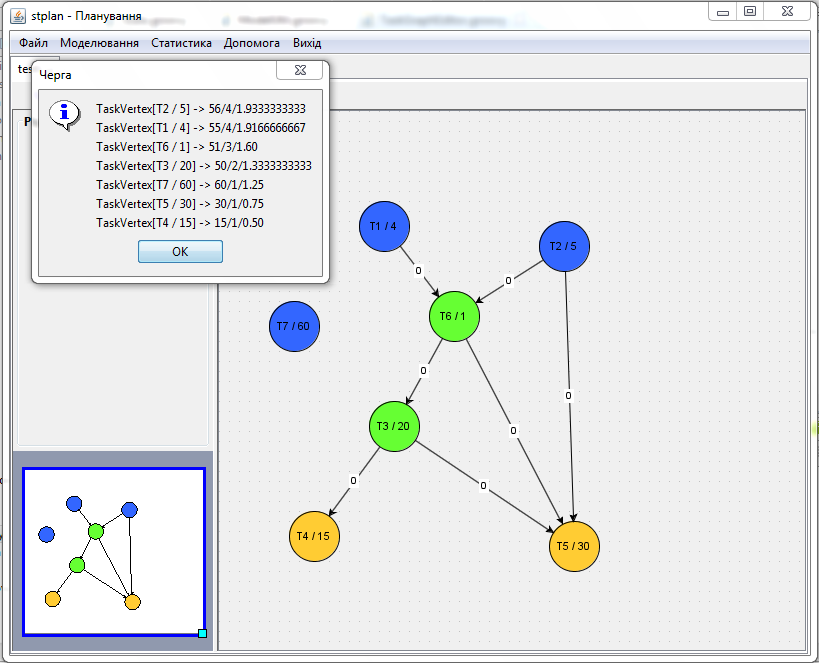 stplan - Планування
Файл Моделювання Статистика Допомога Вихід
Черга
TaskVertex[T2 / 5] -> 56/4/1.9333333333
TaskVertex[T1 / 4] -> 55/4/1.9166666667
TaskVertex[T6 / 1] -> 51/3/1.60
TaskVertex[T3 / 20] -> 50/2/1.3333333333
TaskVertex[T7 / 60] -> 60/1/1.25
TaskVertex[T5 / 30] -> 30/1/0.75
TaskVertex[T4 / 15] -> 15/1/0.50
OK
T1 / 4
T2 / 5
0
0
T6 / 1
T7 / 60
0
0
T3 / 20
0
0
0
T4 / 15
T5 / 30